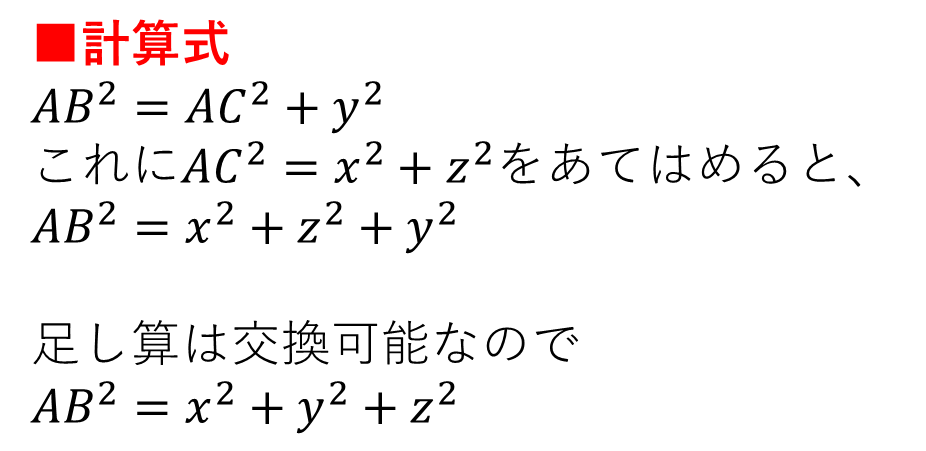 ■計算式
AB² = AC² + y²
これにAC² = x² + z²をあてはめると、
AB² = x² + z² + y²
足し算は交換可能なので
AB² = x² + y² + z²